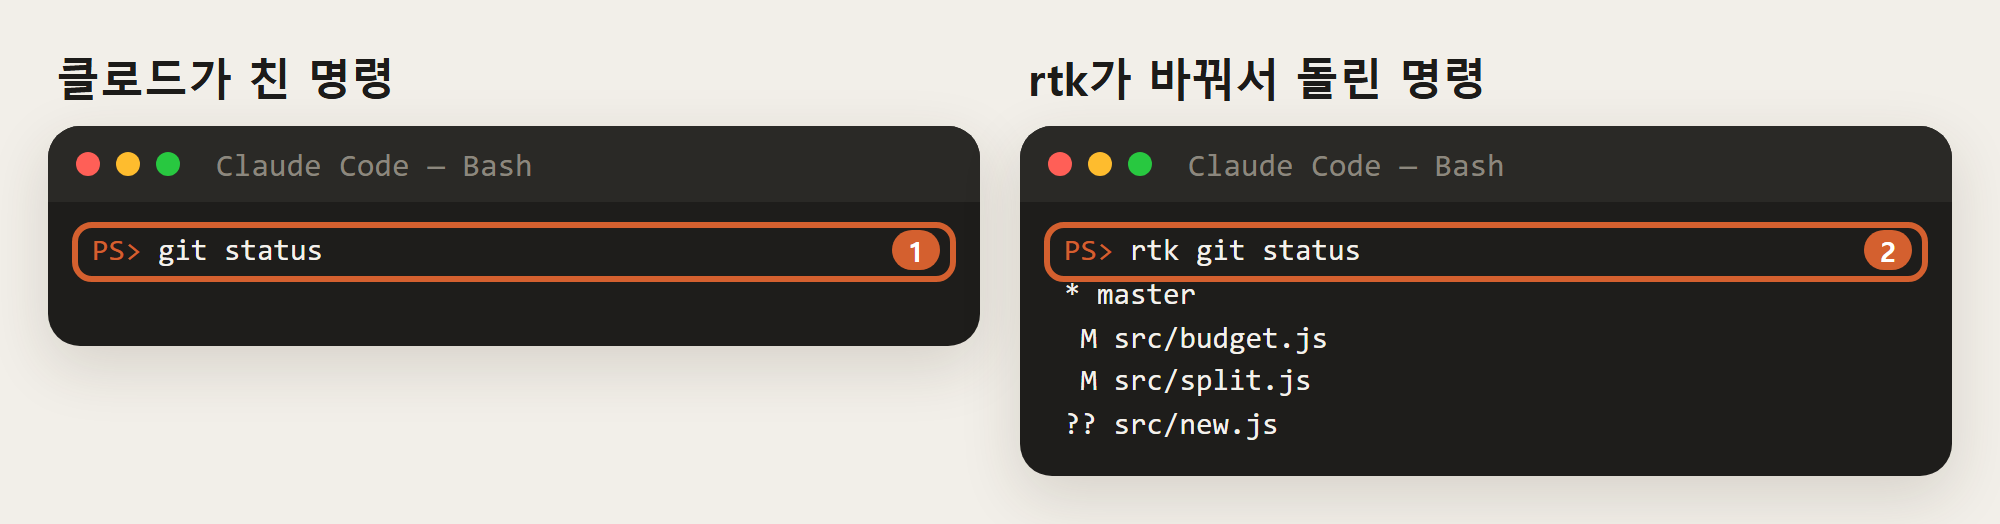 클로드가 친 명령
Claude Code — Bash
PS> git status 1
rtk가 바꿔서 돌린 명령
Claude Code — Bash
PS> rtk git status 2
* master
 M src/budget.js
 M src/split.js
?? src/new.js